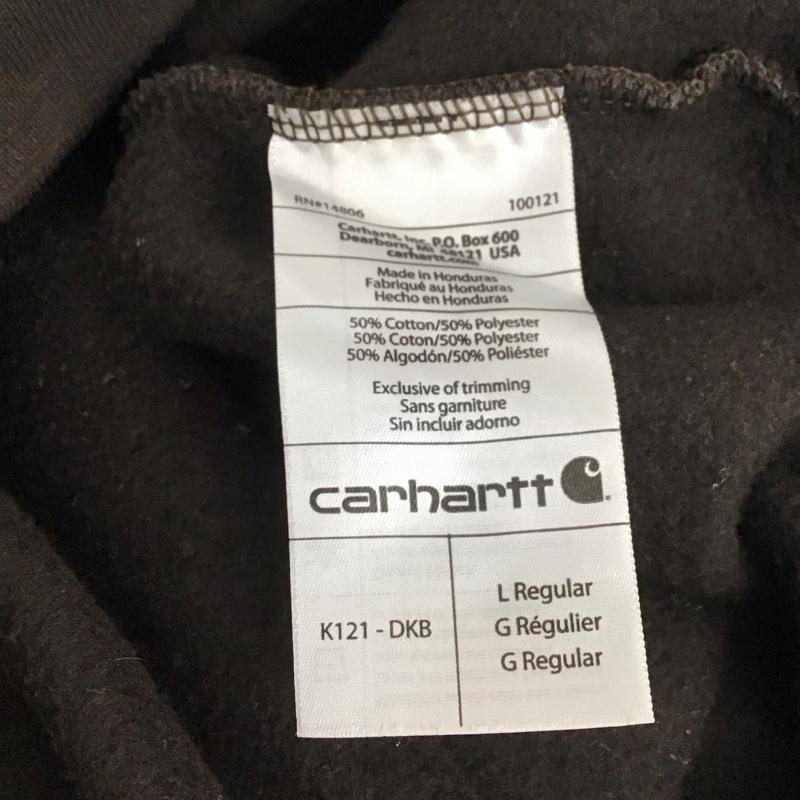 RN#14806 100121
Carhartt, Inc. P.O. Box 600
Dearborn, MI 48121 USA
carhartt.com
Made in Honduras
Fabriqué au Honduras
Hecho en Honduras
50% Cotton/50% Polyester
50% Coton/50% Polyester
50% Algodón/50% Poliéster
Exclusive of trimming
Sans garniture
Sin incluir adorno
carhartt
K121 - DKB
L Regular
G Régulier
G Regular